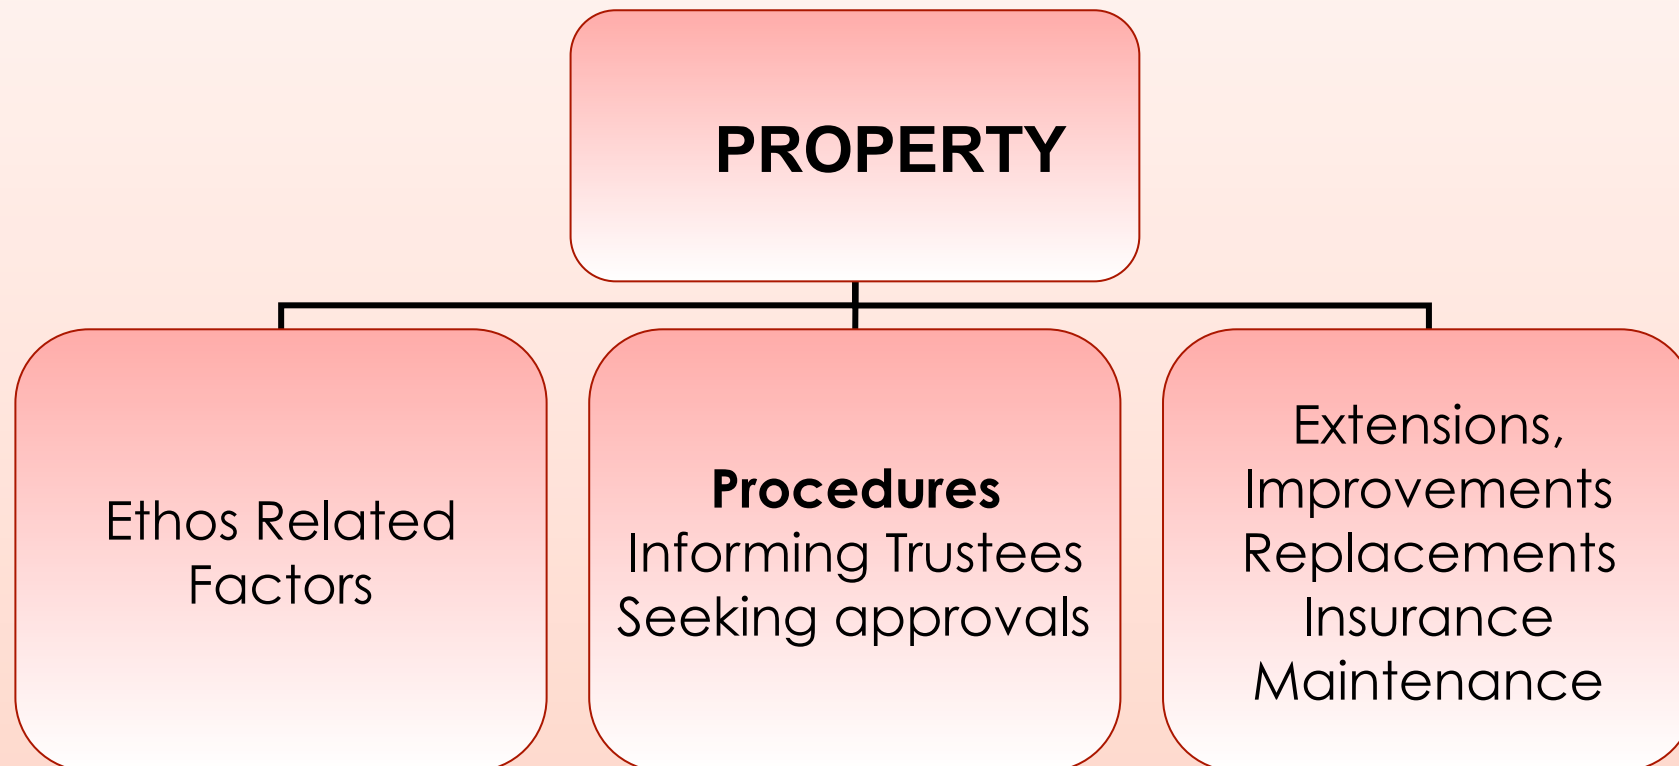 PROPERTY
Ethos Related
Factors
Procedures
Informing Trustees
Seeking approvals
Extensions,
Improvements
Replacements
Insurance
Maintenance